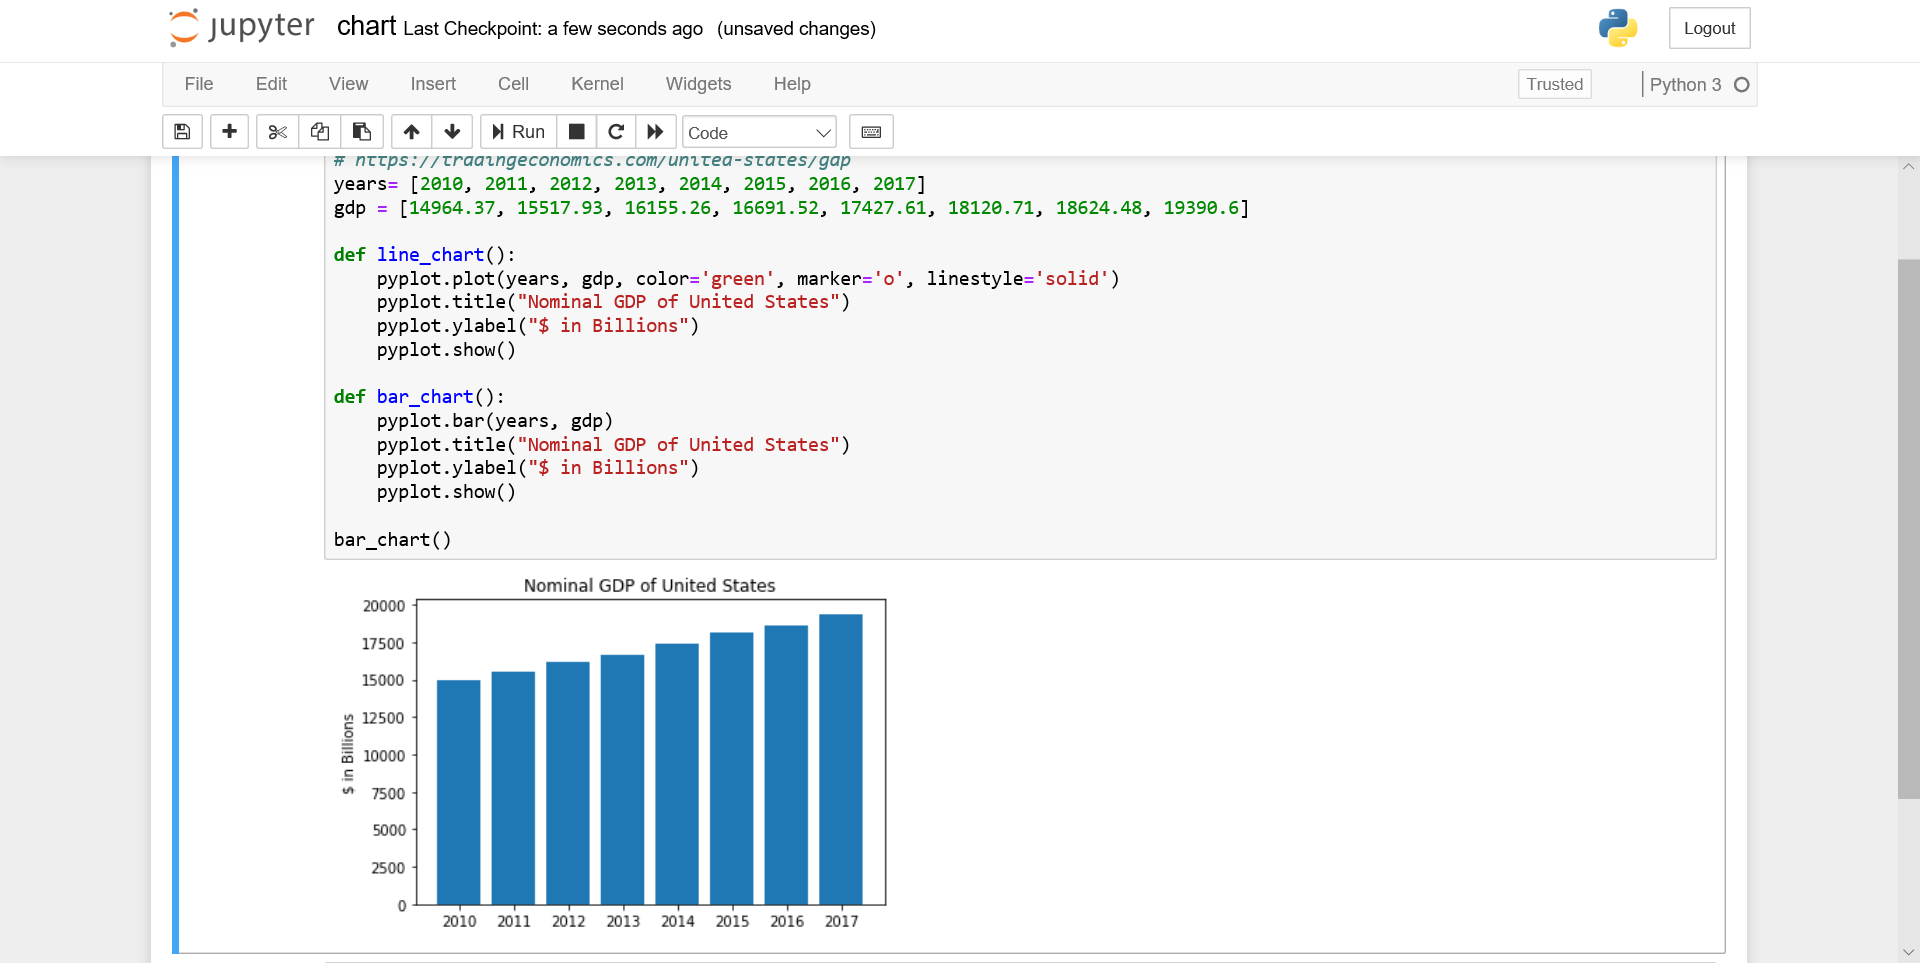 jupyter chart Last Checkpoint: a few seconds ago (unsaved changes)
Logout
File Edit View Insert Cell Kernel Widgets Help
Trusted
Python 3
Run
Code
# https://tradingeconomics.com/united-states/gdp
years= [2010, 2011, 2012, 2013, 2014, 2015, 2016, 2017]
gdp = [14964.37, 15517.93, 16155.26, 16691.52, 17427.61, 18120.71, 18624.48, 19390.6]
def line_chart():
    pyplot.plot(years, gdp, color='green', marker='o', linestyle='solid')
    pyplot.title("Nominal GDP of United States")
    pyplot.ylabel("$ in Billions")
    pyplot.show()
def bar_chart():
    pyplot.bar(years, gdp)
    pyplot.title("Nominal GDP of United States")
    pyplot.ylabel("$ in Billions")
    pyplot.show()
bar_chart()
Nominal GDP of United States
$ in Billions
20000
17500
15000
12500
10000
7500
5000
2500
0
2010 2011 2012 2013 2014 2015 2016 2017